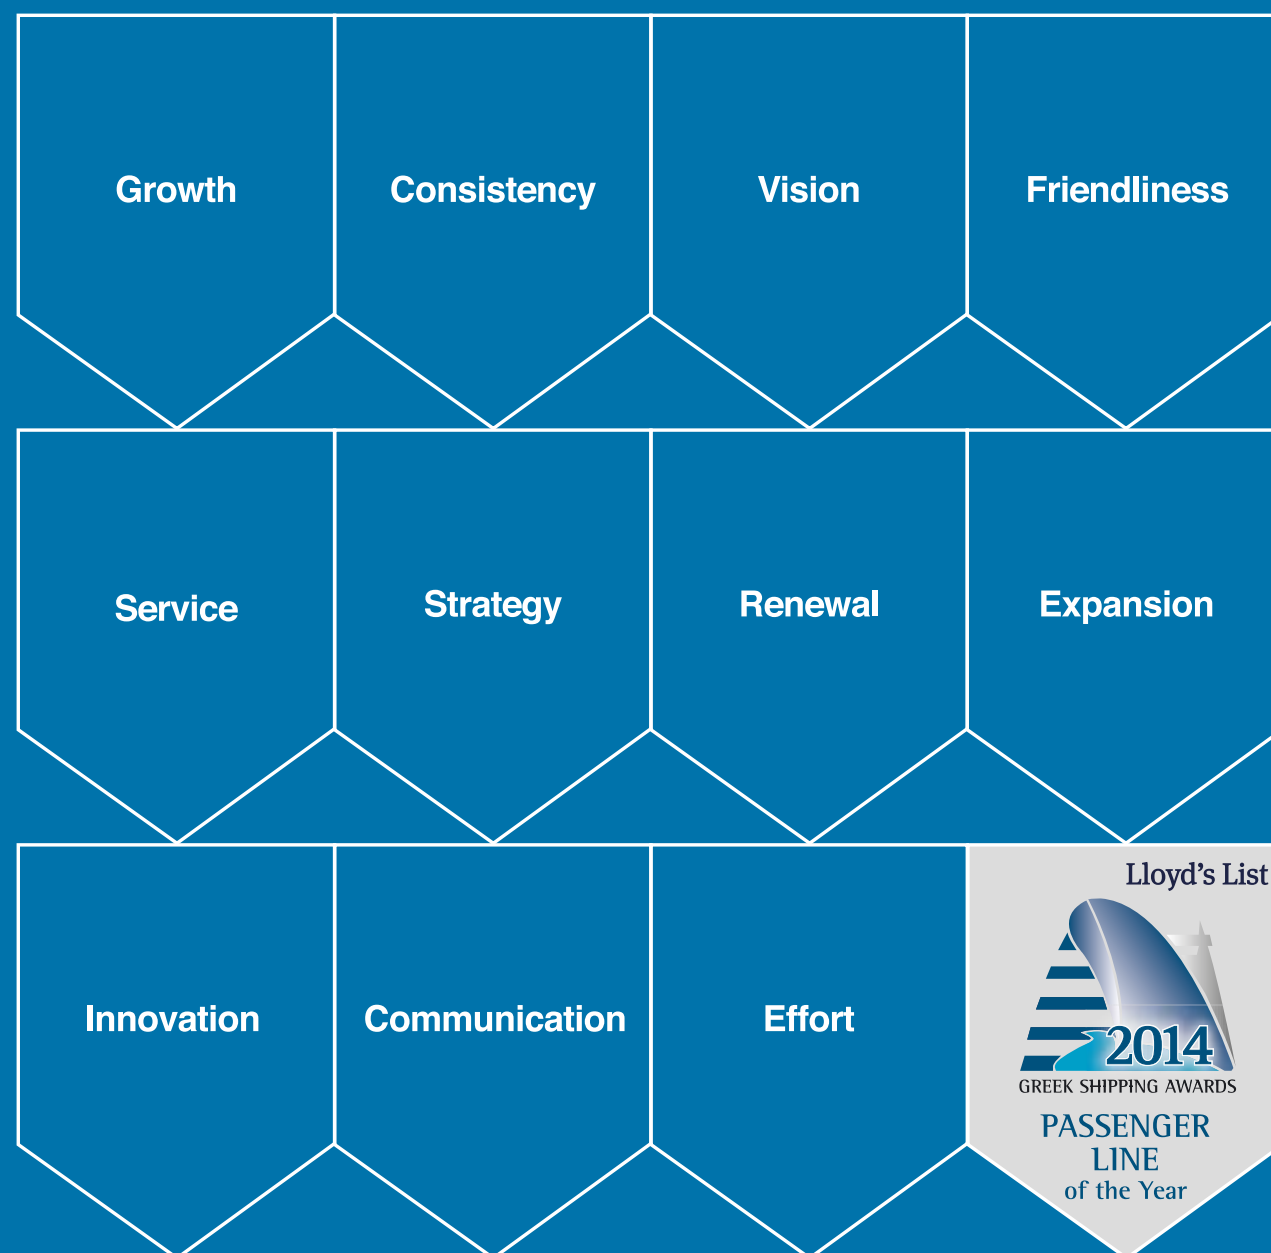 Growth
Consistency
Vision
Friendliness
Service
Strategy
Renewal
Expansion
Innovation
Communication
Effort
Lloyd's List
2014
GREEK SHIPPING AWARDS
PASSENGER
LINE
of the Year